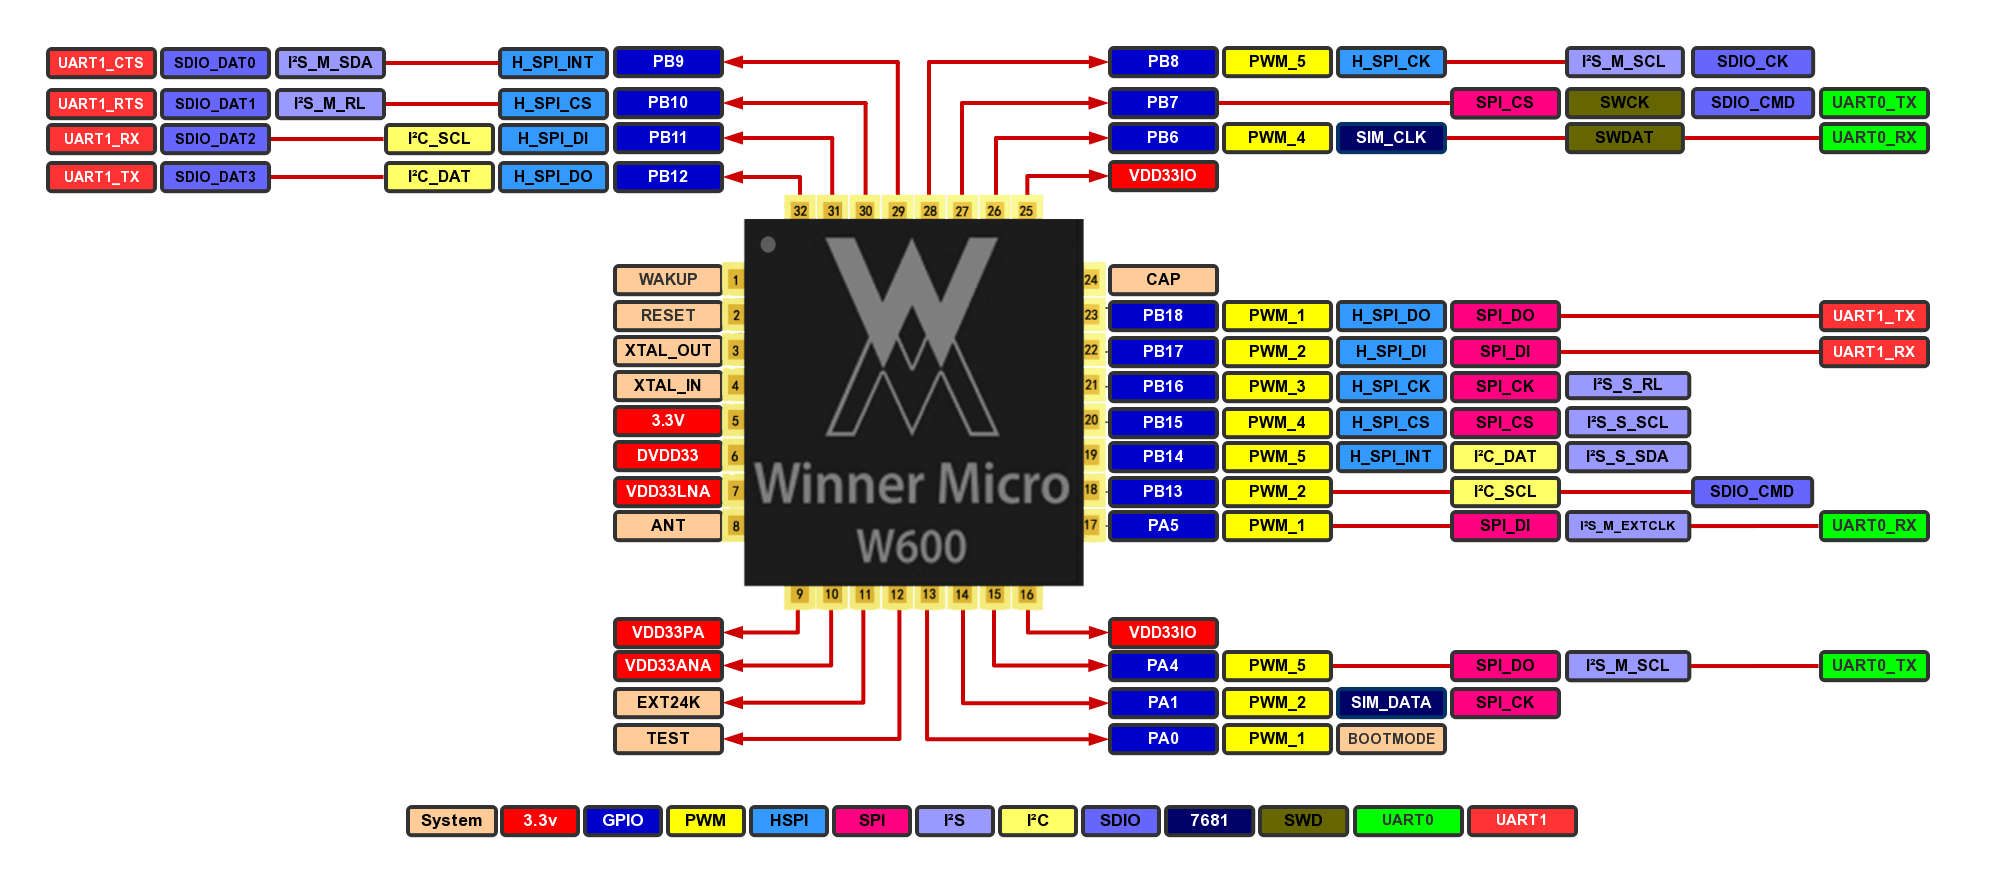 UART1_CTS SDIO_DAT0 I²S_M_SDA H_SPI_INT PB9 PB8 PWM_5 H_SPI_CK I²S_M_SCL SDIO_CK
UART1_RTS SDIO_DAT1 I²S_M_RL H_SPI_CS PB10 PB7 SPI_CS SWCK SDIO_CMD UART0_TX
UART1_RX SDIO_DAT2 I²C_SCL H_SPI_DI PB11 PB6 PWM_4 SIM_CLK SWDAT UART0_RX
UART1_TX SDIO_DAT3 I²C_DAT H_SPI_DO PB12 VDD33IO
32 31 30 29 28 27 26 25
WAKUP 1 24 CAP
RESET 2 23 PB18 PWM_1 H_SPI_DO SPI_DO UART1_TX
XTAL_OUT 3 22 PB17 PWM_2 H_SPI_DI SPI_DI UART1_RX
XTAL_IN 4 21 PB16 PWM_3 H_SPI_CK SPI_CK I²S_S_RL
3.3V 5 20 PB15 PWM_4 H_SPI_CS SPI_CS I²S_S_SCL
DVDD33 6 19 PB14 PWM_5 H_SPI_INT I²C_DAT I²S_S_SDA
VDD33LNA 7 Winner Micro 18 PB13 PWM_2 I²C_SCL SDIO_CMD
ANT 8 17 PA5 PWM_1 SPI_DI I²S_M_EXTCLK UART0_RX
W600
9 10 11 12 13 14 15 16
VDD33PA VDD33IO
VDD33ANA PA4 PWM_5 SPI_DO I²S_M_SCL UART0_TX
EXT24K PA1 PWM_2 SIM_DATA SPI_CK
TEST PA0 PWM_1 BOOTMODE
System 3.3v GPIO PWM HSPI SPI I²S I²C SDIO 7681 SWD UART0 UART1